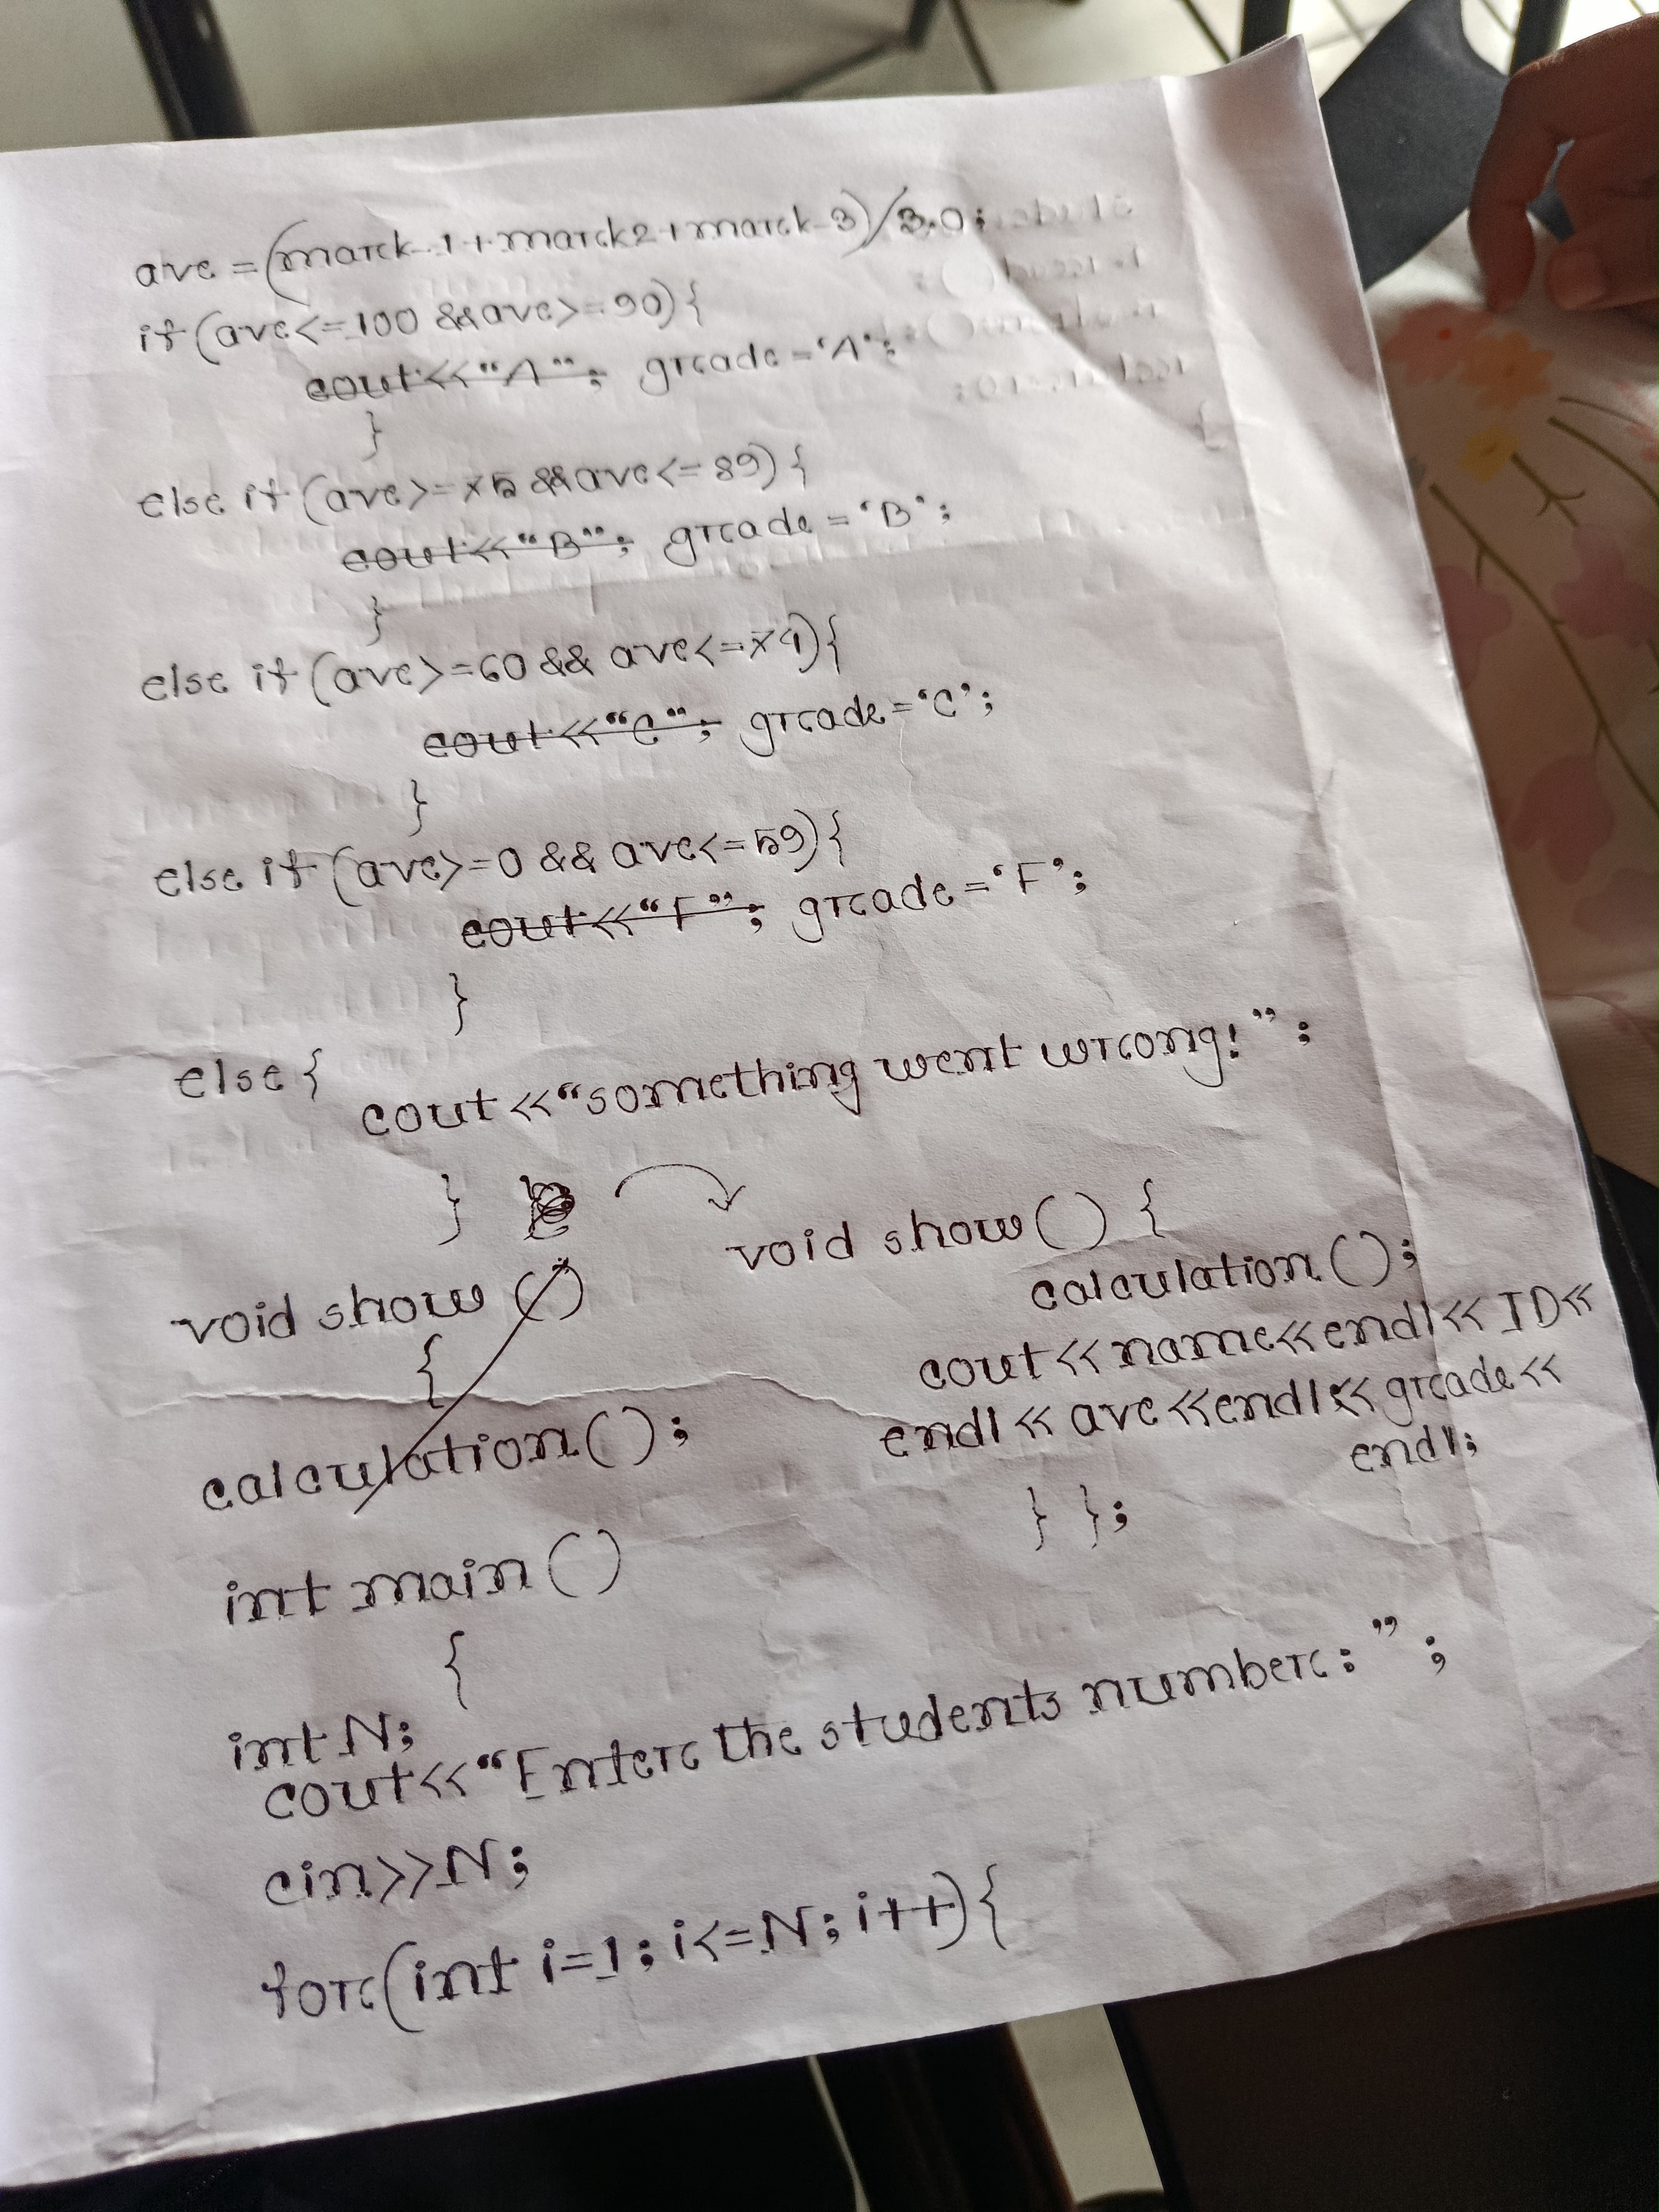 ave = (mark_1+mark2+mark_3)/3.0;
if (ave<=100 && ave>=90) {
cout<<"A"; grade = 'A';
}
else if (ave>=75 && ave<=89) {
cout<<"B"; grade = 'B';
}
else if (ave>=60 && ave<=74) {
cout<<"C"; grade = 'C';
}
else if (ave>=0 && ave<=59) {
cout<<"F"; grade = 'F';
}
else {
cout<<"something went wrong!";
}
void show ()
{
calculation();
void show() {
calculation();
cout<<name<<endl<<ID<<
endl<<ave<<endl<<grade<<
endl;
} };
int main ()
{
int N;
cout<<"Enter the students number: ";
cin>>N;
for(int i=1; i<=N; i++) {